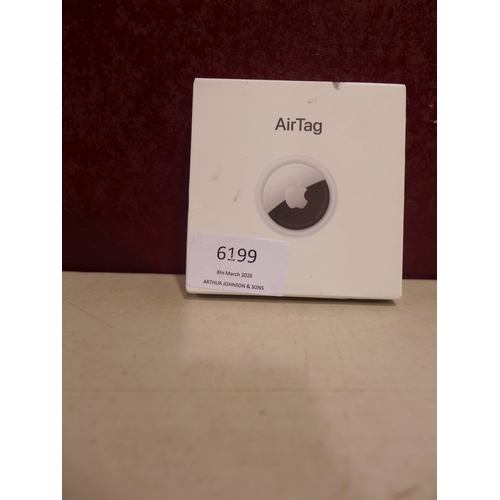 AirTag
6199
8th March 2025
ARTHUR JOHNSON & SONS